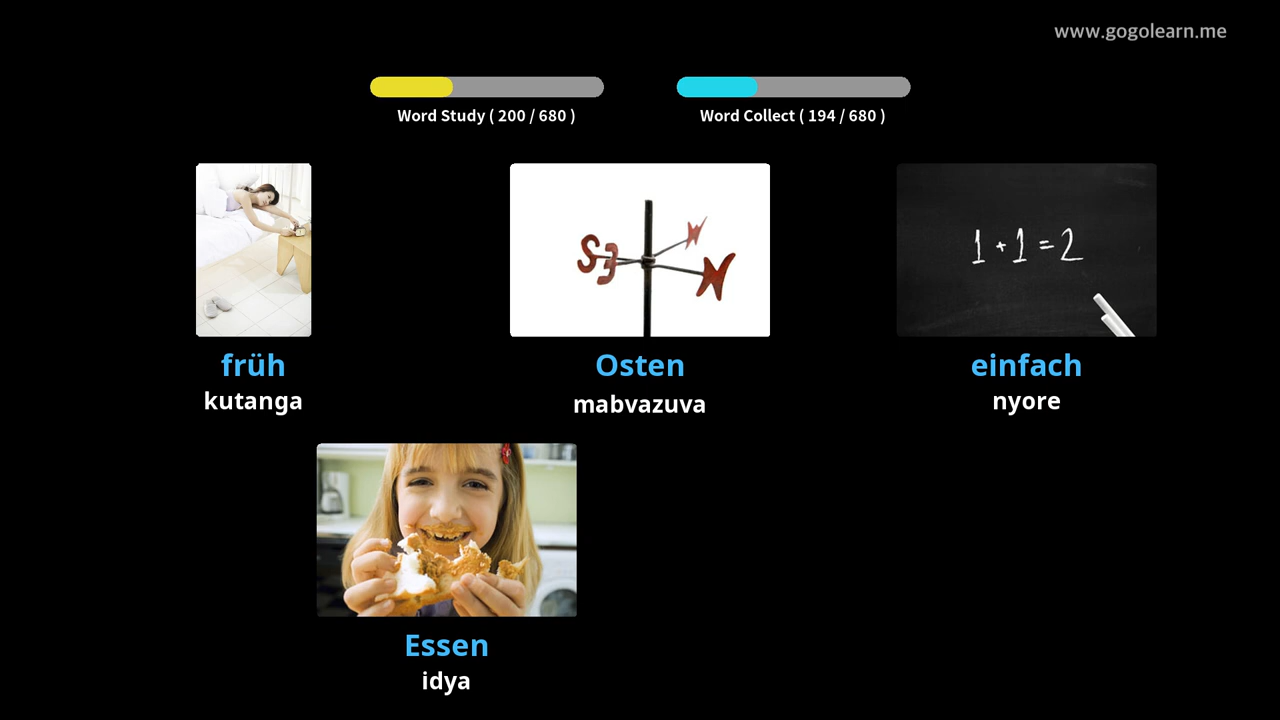 www.gogolearn.me
Word Study ( 200 / 680 )
Word Collect ( 194 / 680 )
S E N N
1 + 1 = 2
früh
kutanga
Osten
mabvazuva
einfach
nyore
Essen
idya